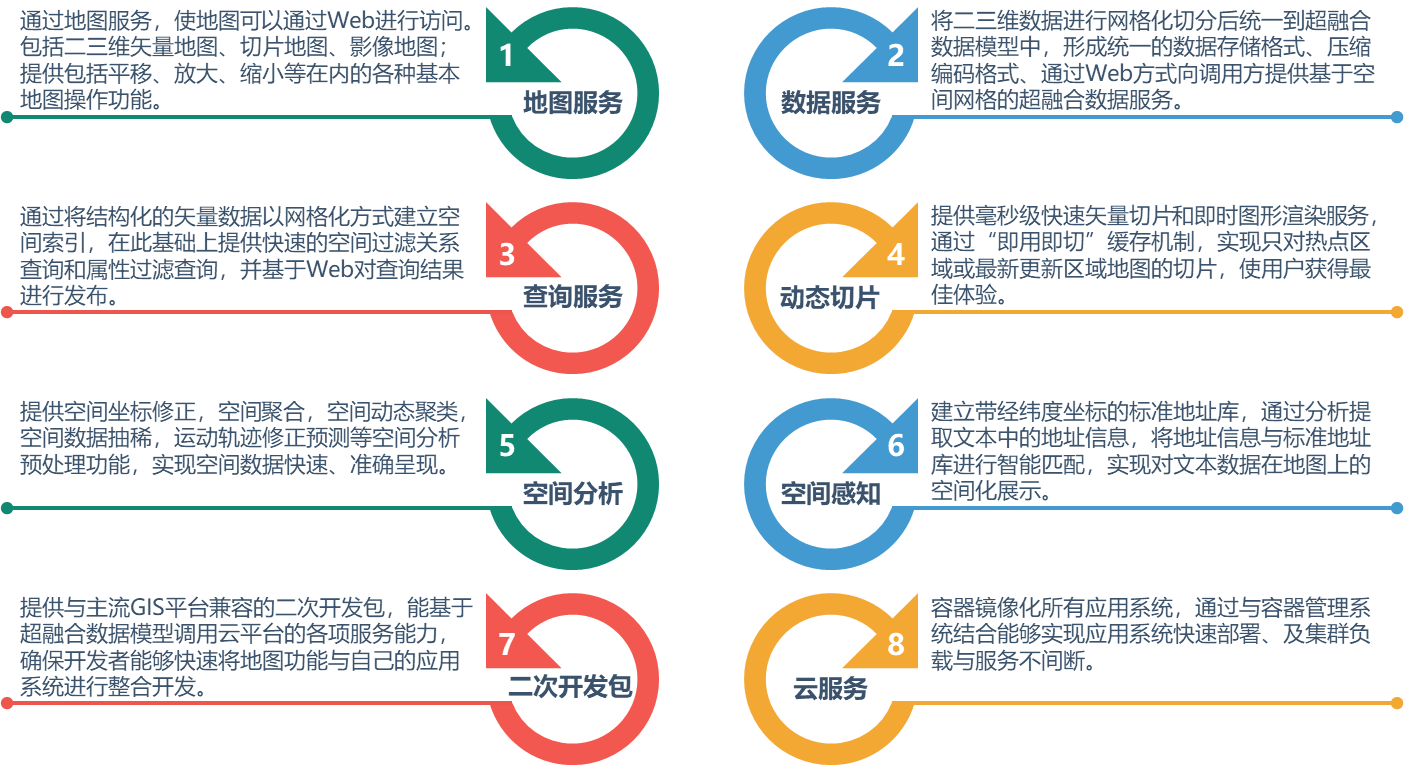 通过地图服务，使地图可以通过Web进行访问。
包括二三维矢量地图、切片地图、影像地图；
提供包括平移、放大、缩小等在内的各种基本
地图操作功能。
1
地图服务
2
数据服务
将二三维数据进行网格化切分后统一到超融合
数据模型中，形成统一的数据存储格式、压缩
编码格式、通过Web方式向调用方提供基于空
间网格的超融合数据服务。
通过将结构化的矢量数据以网格化方式建立空
间索引，在此基础上提供快速的空间过滤关系
查询和属性过滤查询，并基于Web对查询结果
进行发布。
3
查询服务
4
动态切片
提供毫秒级快速矢量切片和即时图形渲染服务，
通过“即用即切”缓存机制，实现只对热点区
域或最新更新区域地图的切片，使用户获得最
佳体验。
提供空间坐标修正，空间聚合，空间动态聚类，
空间数据抽稀，运动轨迹修正预测等空间分析
预处理功能，实现空间数据快速、准确呈现。
5
空间分析
6
空间感知
建立带经纬度坐标的标准地址库，通过分析提
取文本中的地址信息，将地址信息与标准地址
库进行智能匹配，实现对文本数据在地图上的
空间化展示。
提供与主流GIS平台兼容的二次开发包，能基于
超融合数据模型调用云平台的各项服务能力，
确保开发者能够快速将地图功能与自己的应用
系统进行整合开发。
7
二次开发包
8
云服务
容器镜像化所有应用系统，通过与容器管理系
统结合能够实现应用系统快速部署、及集群负
载与服务不间断。